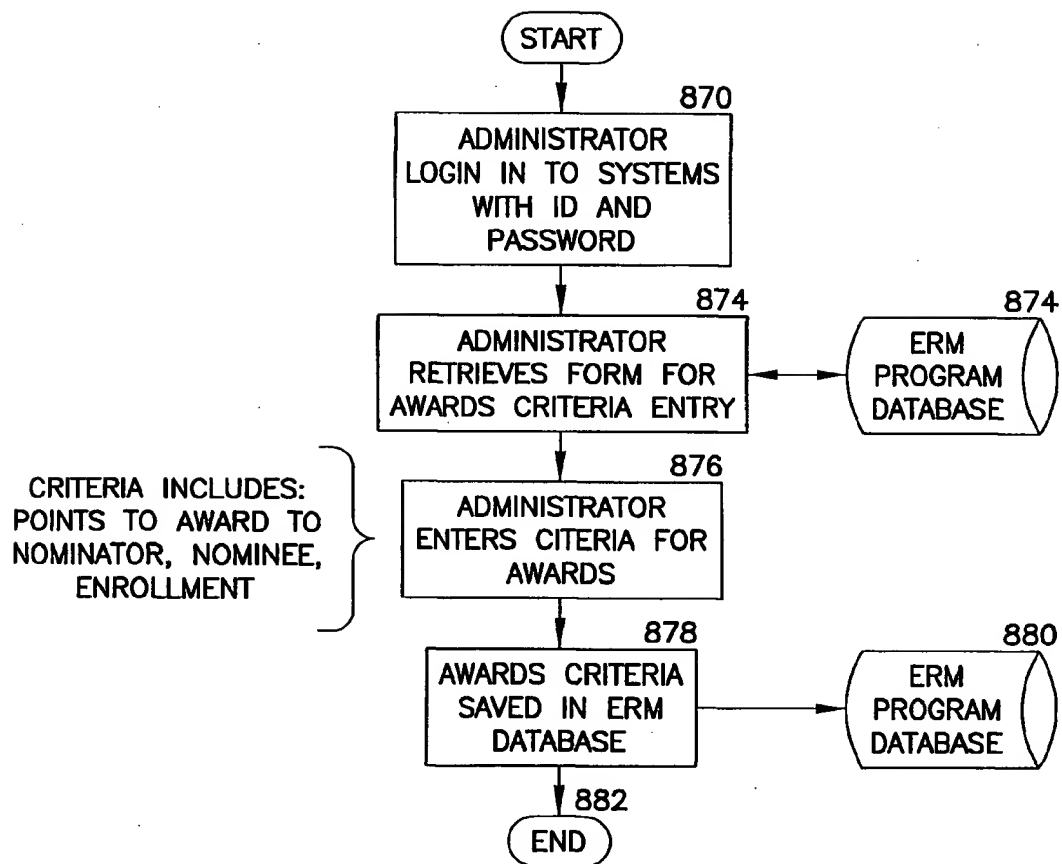 START
870
ADMINISTRATOR
LOGIN IN TO SYSTEMS
WITH ID AND
PASSWORD
874
ADMINISTRATOR
RETRIEVES FORM FOR
AWARDS CRITERIA ENTRY
874
ERM
PROGRAM
DATABASE
CRITERIA INCLUDES:
POINTS TO AWARD TO
NOMINATOR, NOMINEE,
ENROLLMENT
876
ADMINISTRATOR
ENTERS CITERIA FOR
AWARDS
878
AWARDS CRITERIA
SAVED IN ERM
DATABASE
880
ERM
PROGRAM
DATABASE
882
END